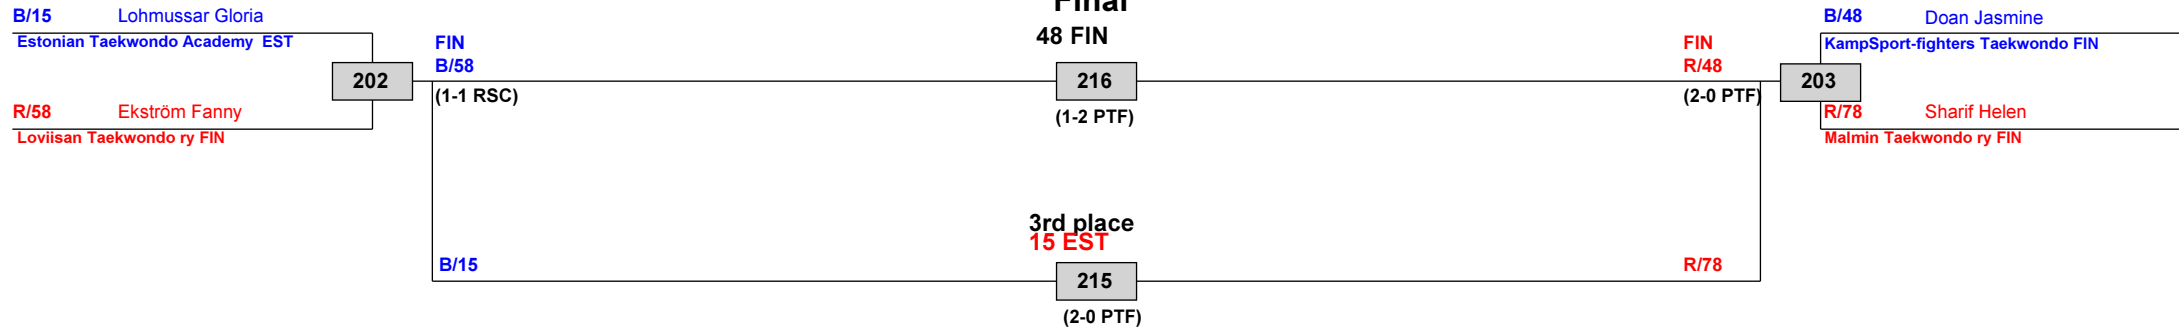 Final
B/15 Lohmussar Gloria
Estonian Taekwondo Academy EST
202
R/58 Ekström Fanny
Loviisan Taekwondo ry FIN
FIN
B/58
(1-1 RSC)
48 FIN
216
(1-2 PTF)
FIN
R/48
(2-0 PTF)
B/48 Doan Jasmine
KampSport-fighters Taekwondo FIN
203
R/78 Sharif Helen
Malmin Taekwondo ry FIN
3rd place
15 EST
B/15
215
R/78
(2-0 PTF)